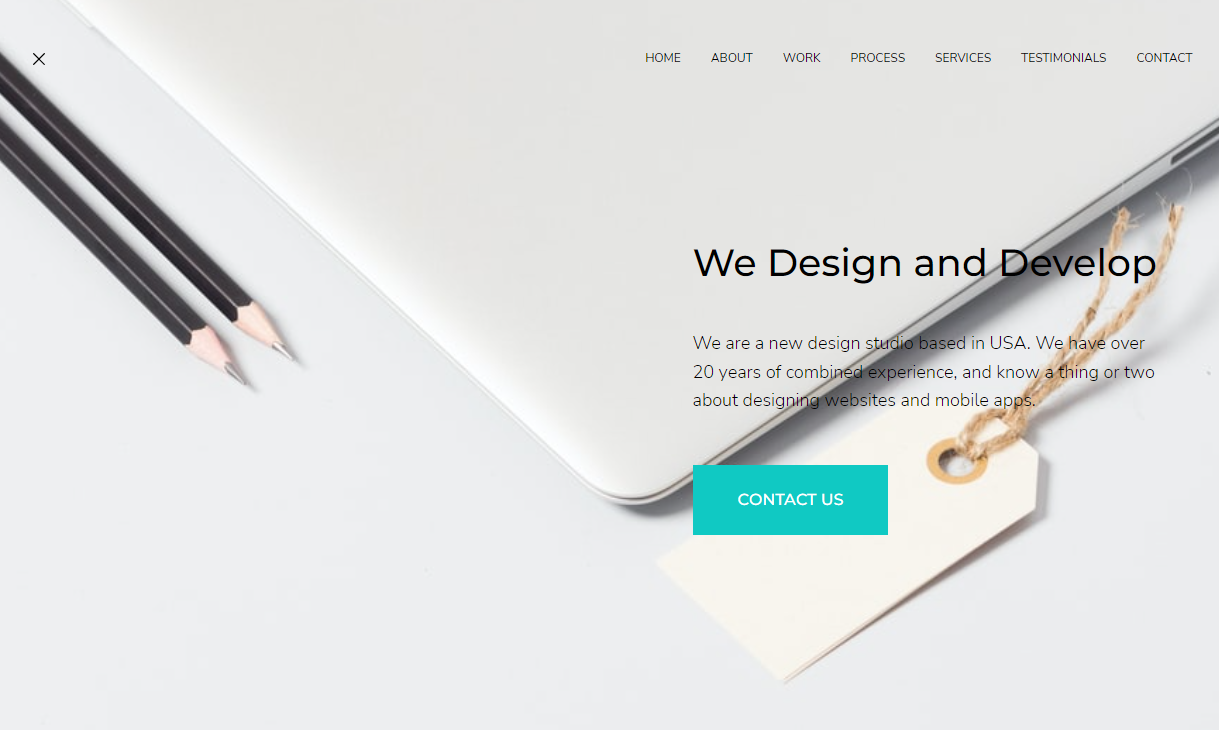 HOME ABOUT WORK PROCESS SERVICES TESTIMONIALS CONTACT
We Design and Develop
We are a new design studio based in USA. We have over
20 years of combined experience, and know a thing or two
about designing websites and mobile apps.
CONTACT US